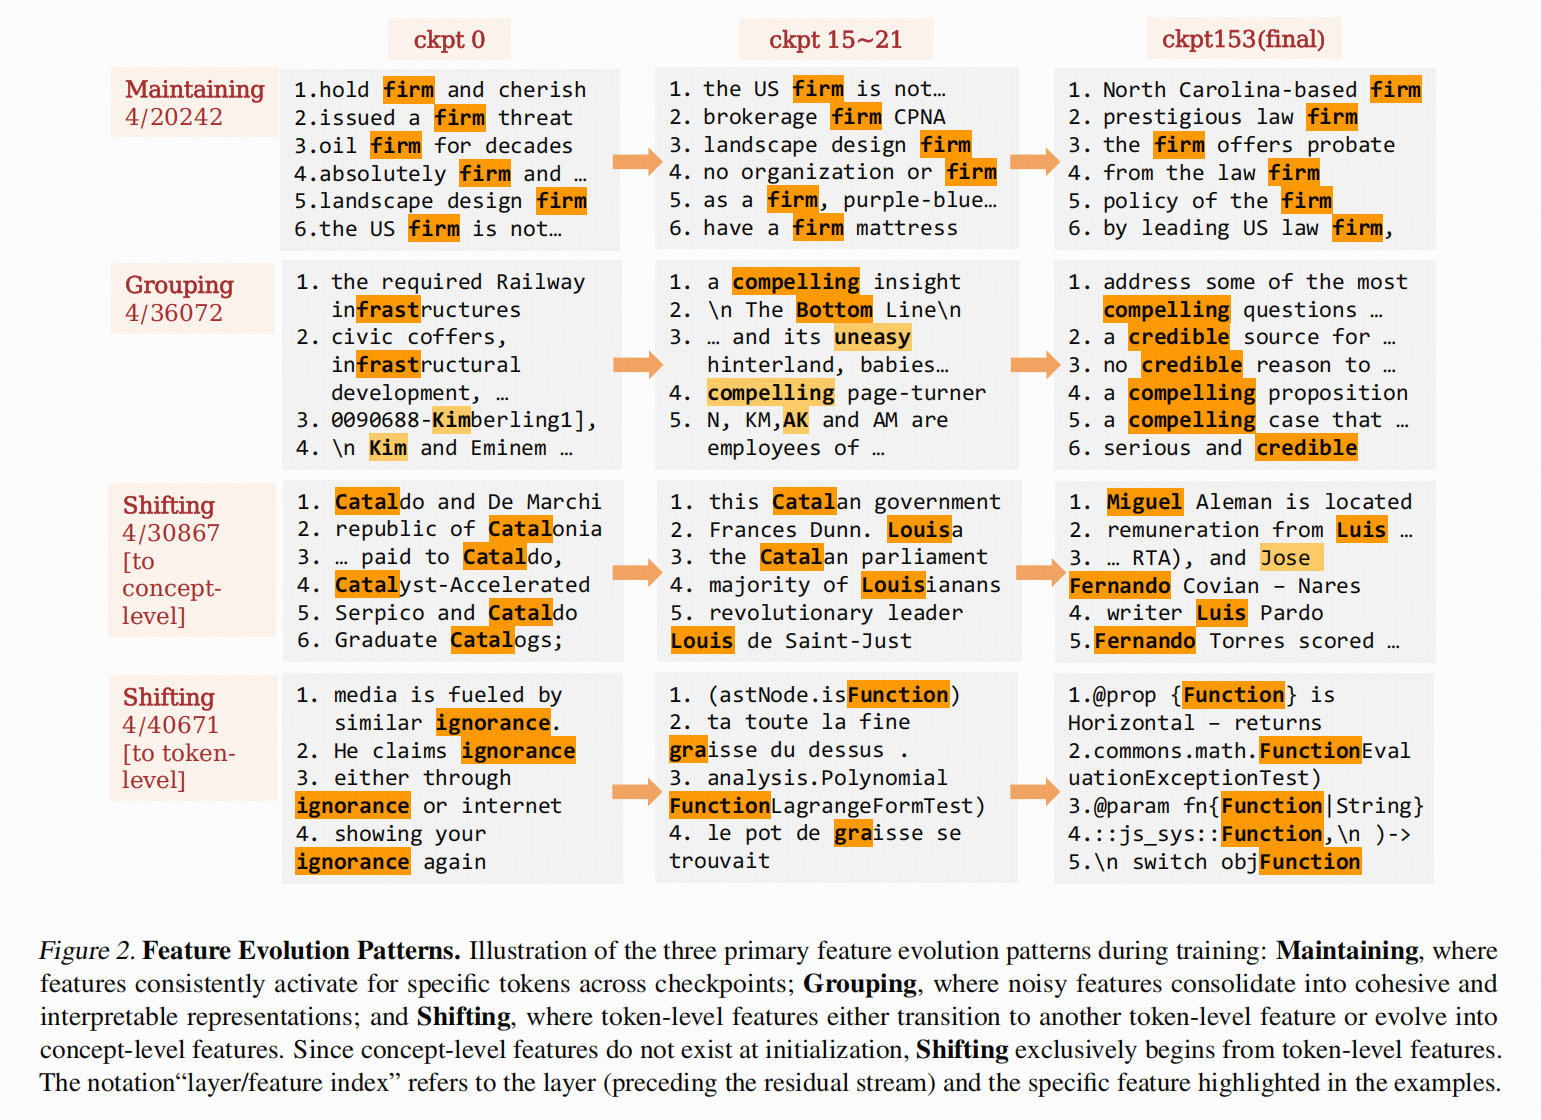 ckpt 0
ckpt 15~21
ckpt153(final)
Maintaining
4/20242
1.hold firm and cherish
2.issued a firm threat
3.oil firm for decades
4.absolutely firm and …
5.landscape design firm
6.the US firm is not…
1. the US firm is not…
2. brokerage firm CPNA
3. landscape design firm
4. no organization or firm
5. as a firm, purple-blue…
6. have a firm mattress
1. North Carolina-based firm
2. prestigious law firm
3. the firm offers probate
4. from the law firm
5. policy of the firm
6. by leading US law firm,
Grouping
4/36072
1. the required Railway
infrastructures
2. civic coffers,
infrastructural
development, …
3. 0090688-Kimberling1],
4. \n Kim and Eminem …
1. a compelling insight
2. \n The Bottom Line\n
3. … and its uneasy
hinterland, babies…
4. compelling page-turner
5. N, KM,AK and AM are
employees of …
1. address some of the most
compelling questions …
2. a credible source for …
3. no credible reason to …
4. a compelling proposition
5. a compelling case that …
6. serious and credible
Shifting
4/30867
[to
concept-
level]
1. Cataldo and De Marchi
2. republic of Catalonia
3. … paid to Cataldo,
4. Catalyst-Accelerated
5. Serpico and Cataldo
6. Graduate Catalogs;
1. this Catalan government
2. Frances Dunn. Louisa
3. the Catalan parliament
4. majority of Louisianans
5. revolutionary leader
Louis de Saint-Just
1. Miguel Aleman is located
2. remuneration from Luis …
3. … RTA), and Jose
Fernando Covian – Nares
4. writer Luis Pardo
5.Fernando Torres scored …
Shifting
4/40671
[to token-
level]
1. media is fueled by
similar ignorance.
2. He claims ignorance
3. either through
ignorance or internet
4. showing your
ignorance again
1. (astNode.isFunction)
2. ta toute la fine
graisse du dessus .
3. analysis.Polynomial
FunctionLagrangeFormTest)
4. le pot de graisse se
trouvait
1.@prop {Function} is
Horizontal – returns
2.commons.math.FunctionEval
uationExceptionTest)
3.@param fn{Function|String}
4.::js_sys::Function,\n )->
5.\n switch objFunction
Figure 2. Feature Evolution Patterns. Illustration of the three primary feature evolution patterns during training: Maintaining, where
features consistently activate for specific tokens across checkpoints; Grouping, where noisy features consolidate into cohesive and
interpretable representations; and Shifting, where token-level features either transition to another token-level feature or evolve into
concept-level features. Since concept-level features do not exist at initialization, Shifting exclusively begins from token-level features.
The notation“layer/feature index” refers to the layer (preceding the residual stream) and the specific feature highlighted in the examples.